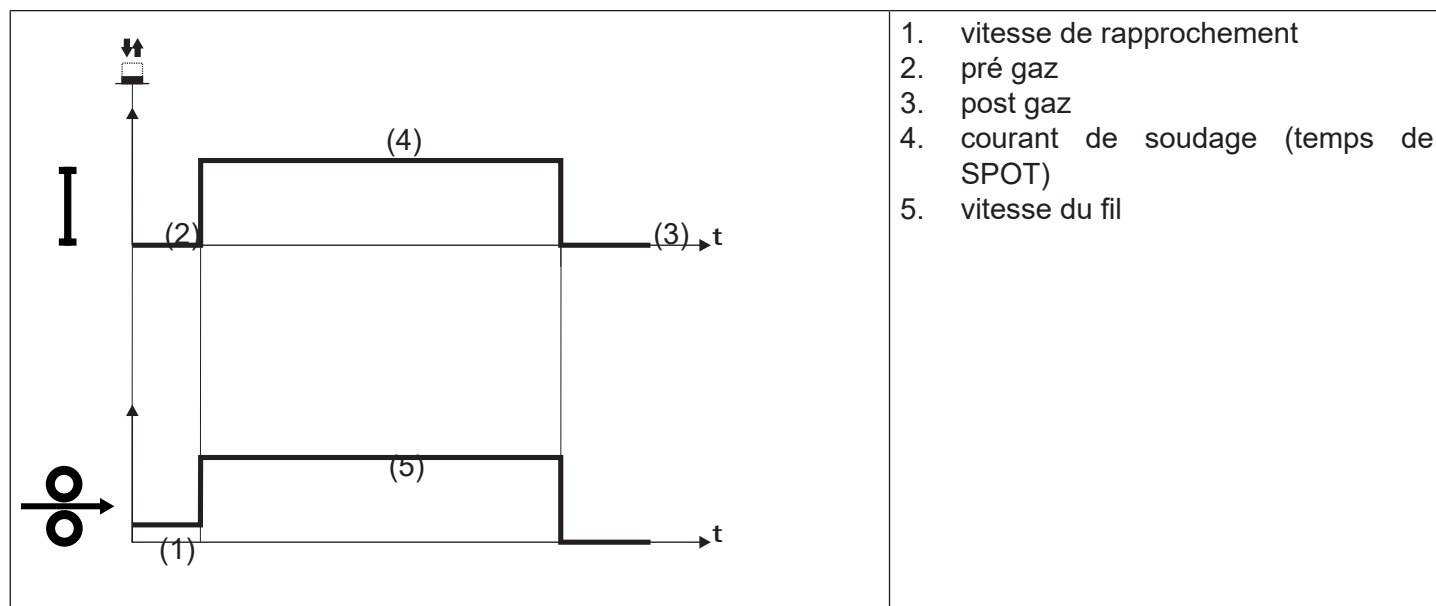 (4)
(2)
(3)
t
(5)
t
(1)
1. vitesse de rapprochement
2. pré gaz
3. post gaz
4. courant de soudage (temps de
SPOT)
5. vitesse du fil